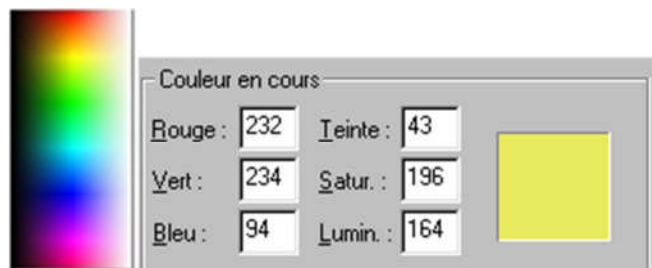 Couleur en cours
Rouge : 232 Teinte : 43
Vert : 234 Satur. : 196
Bleu : 94 Lumin. : 164